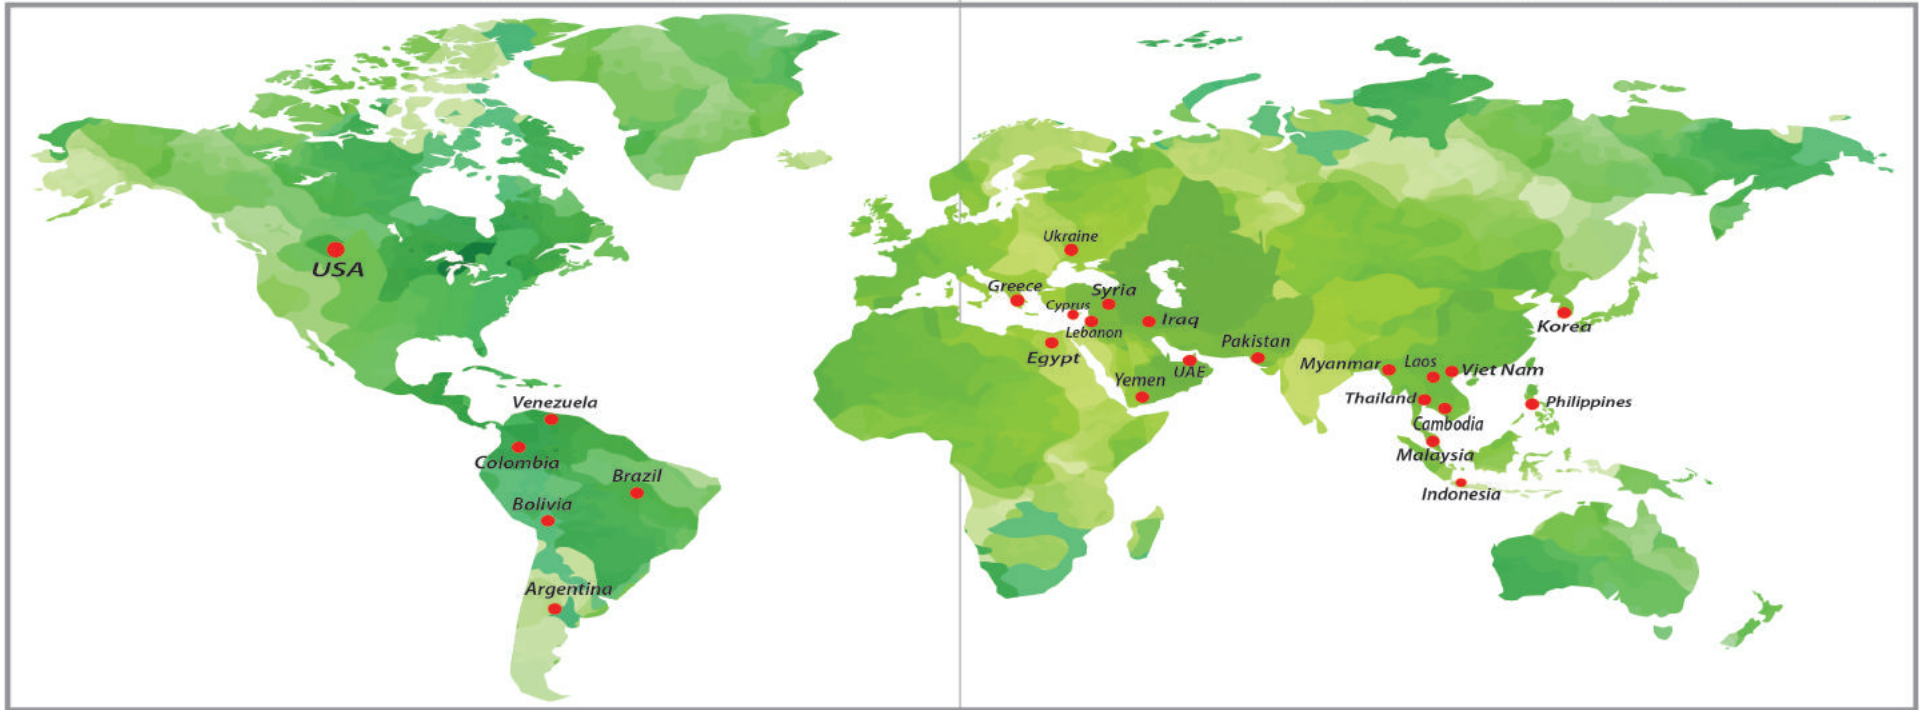 Ukraine
USA
Greece
Syria
Cyprus
Iraq
Lebanon
Korea
Egypt
Pakistan
Myanmar
Laos
Viet Nam
UAE
Yemen
Thailand
Philippines
Venezuela
Cambodia
Colombia
Malaysia
Brazil
Indonesia
Bolivia
Argentina